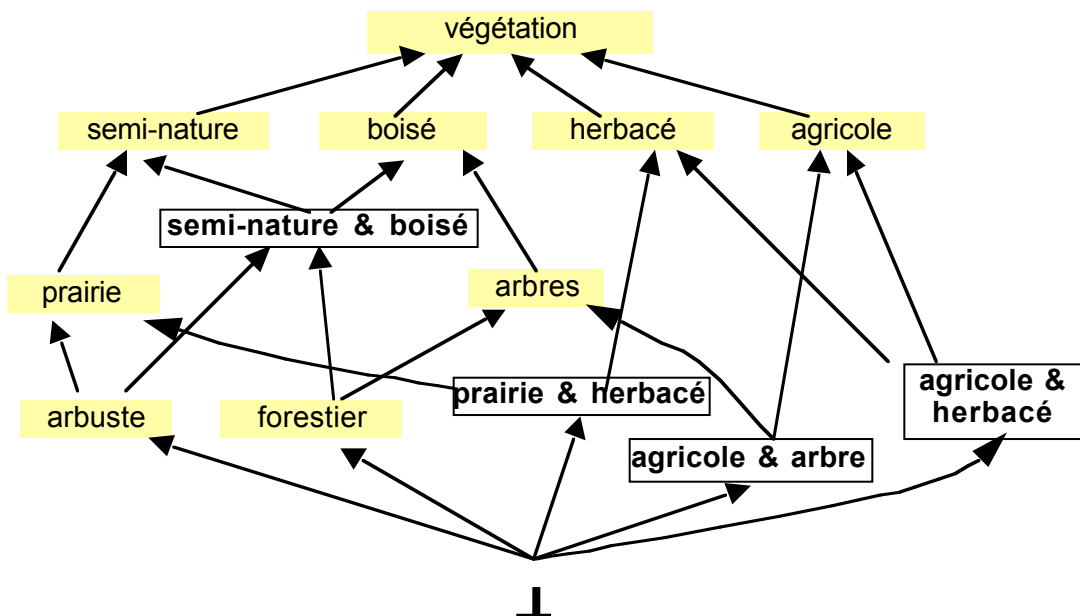 végétation
semi-nature
boisé
herbacé
agricole
semi-nature & boisé
prairie
arbres
arbuste
forestier
prairie & herbacé
agricole &
herbacé
agricole & arbre
⊥